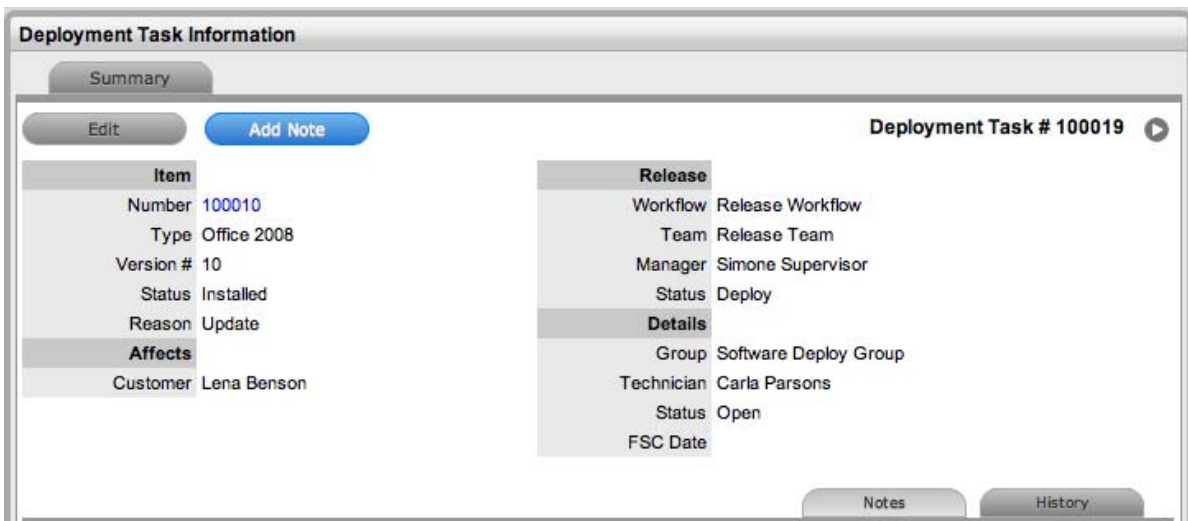 Deployment Task Information
Summary
Edit
Add Note
Deployment Task # 100019
Item
Number 100010
Type Office 2008
Version # 10
Status Installed
Reason Update
Affects
Customer Lena Benson
Release
Workflow Release Workflow
Team Release Team
Manager Simone Supervisor
Status Deploy
Details
Group Software Deploy Group
Technician Carla Parsons
Status Open
FSC Date
Notes
History